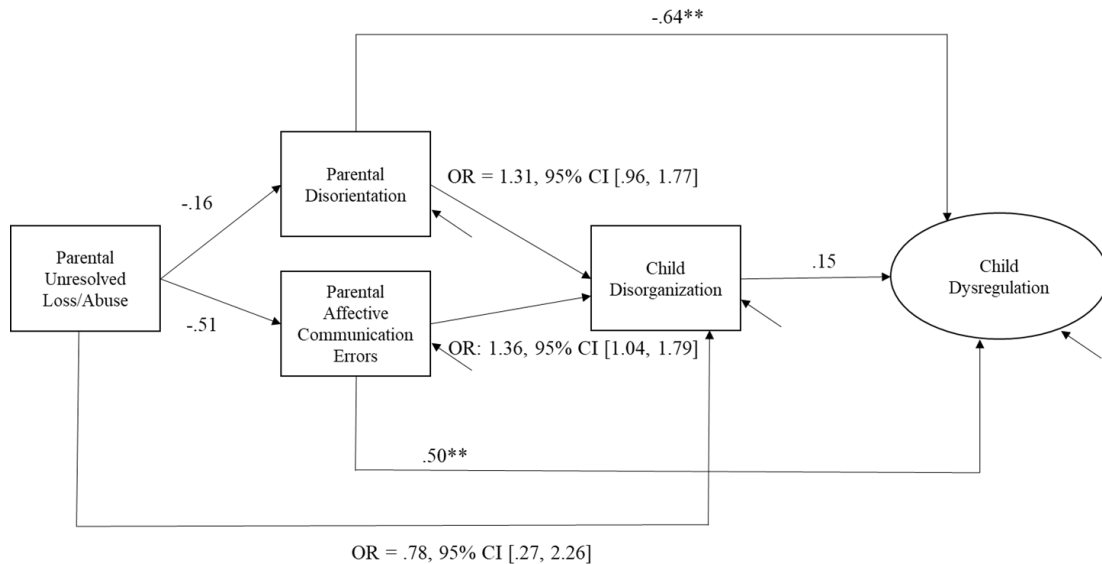 -.64**
Parental
Disorientation
OR = 1.31, 95% CI [.96, 1.77]
-.16
Parental
Unresolved
Loss/Abuse
-.51
Parental
Affective
Communication
Errors
OR: 1.36, 95% CI [1.04, 1.79]
Child
Disorganization
.15
Child
Dysregulation
.50**
OR = .78, 95% CI [.27, 2.26]